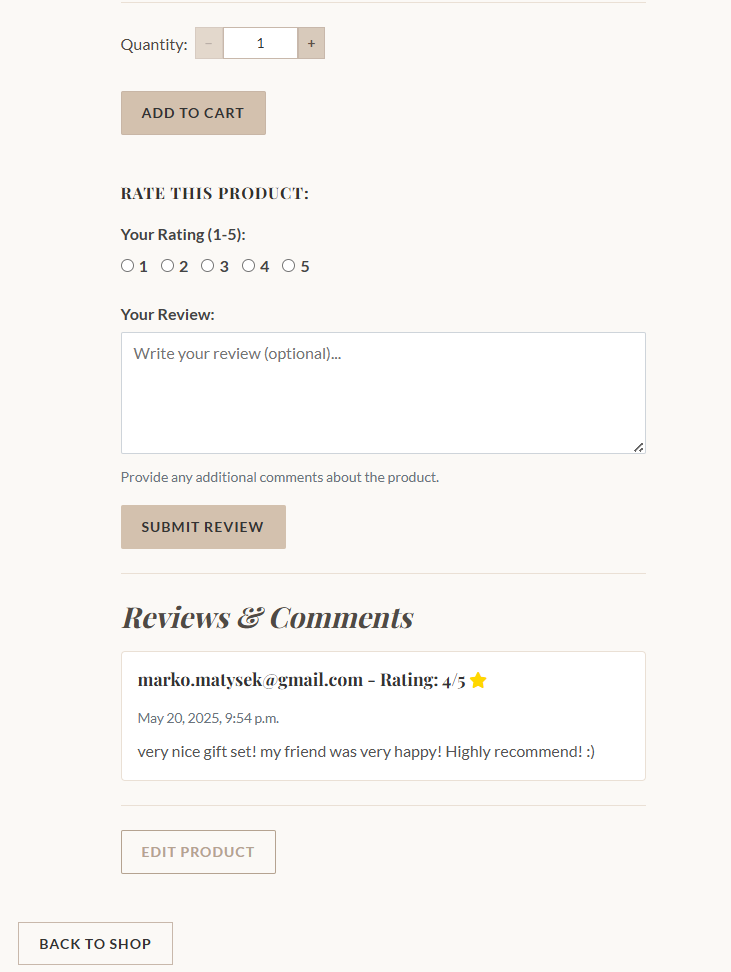 Quantity: − 1 +
ADD TO CART
RATE THIS PRODUCT:
Your Rating (1-5):
1 2 3 4 5
Your Review:
Write your review (optional)...
Provide any additional comments about the product.
SUBMIT REVIEW
Reviews & Comments
marko.matysek@gmail.com - Rating: 4/5
May 20, 2025, 9:54 p.m.
very nice gift set! my friend was very happy! Highly recommend! :)
EDIT PRODUCT
BACK TO SHOP